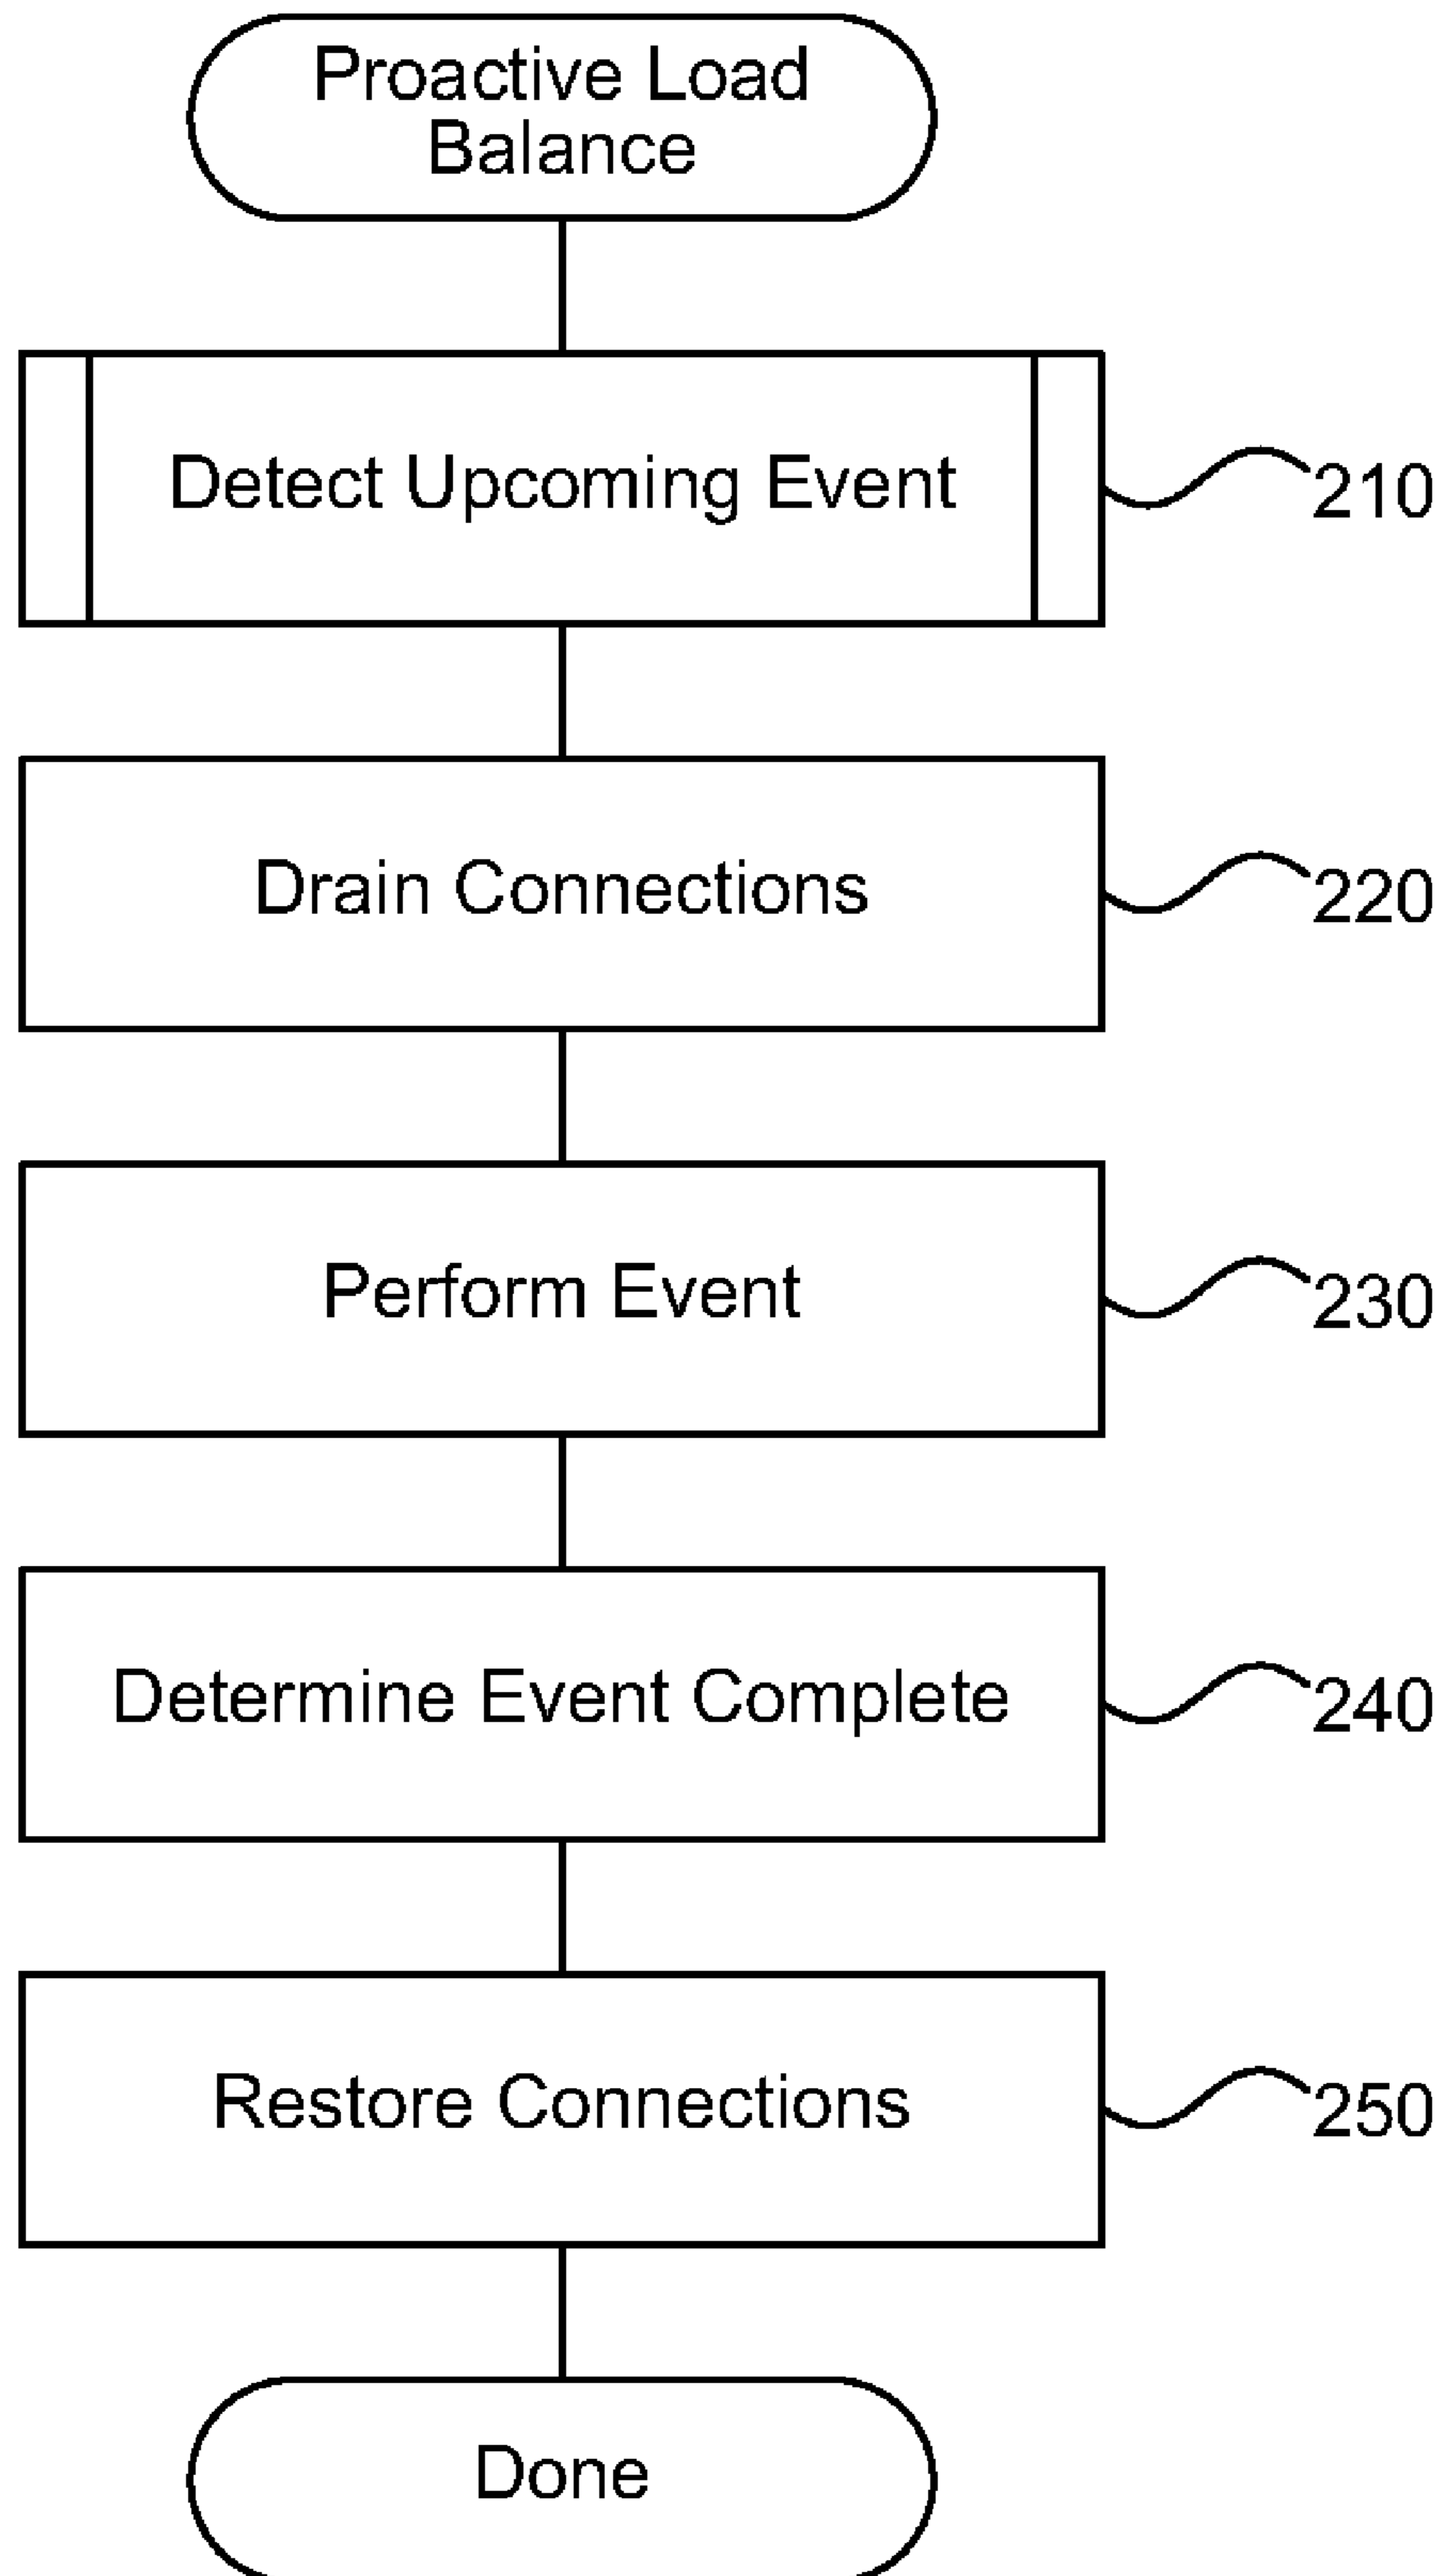 Proactive Load
Balance
Detect Upcoming Event
210
Drain Connections
220
Perform Event
230
Determine Event Complete
240
Restore Connections
250
Done